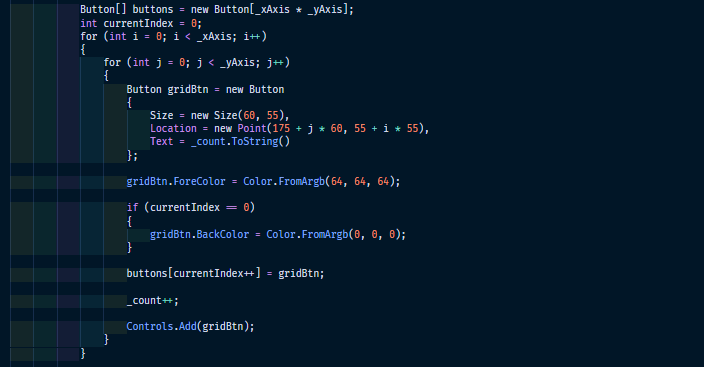 Button[] buttons = new Button[_xAxis * _yAxis];
int currentIndex = 0;
for (int i = 0; i < _xAxis; i++)
{
for (int j = 0; j < _yAxis; j++)
{
Button gridBtn = new Button
{
Size = new Size(60, 55),
Location = new Point(175 + j * 60, 55 + i * 55),
Text = _count.ToString()
};
gridBtn.ForeColor = Color.FromArgb(64, 64, 64);
if (currentIndex == 0)
{
gridBtn.BackColor = Color.FromArgb(0, 0, 0);
}
buttons[currentIndex++] = gridBtn;
_count++;
Controls.Add(gridBtn);
}
}